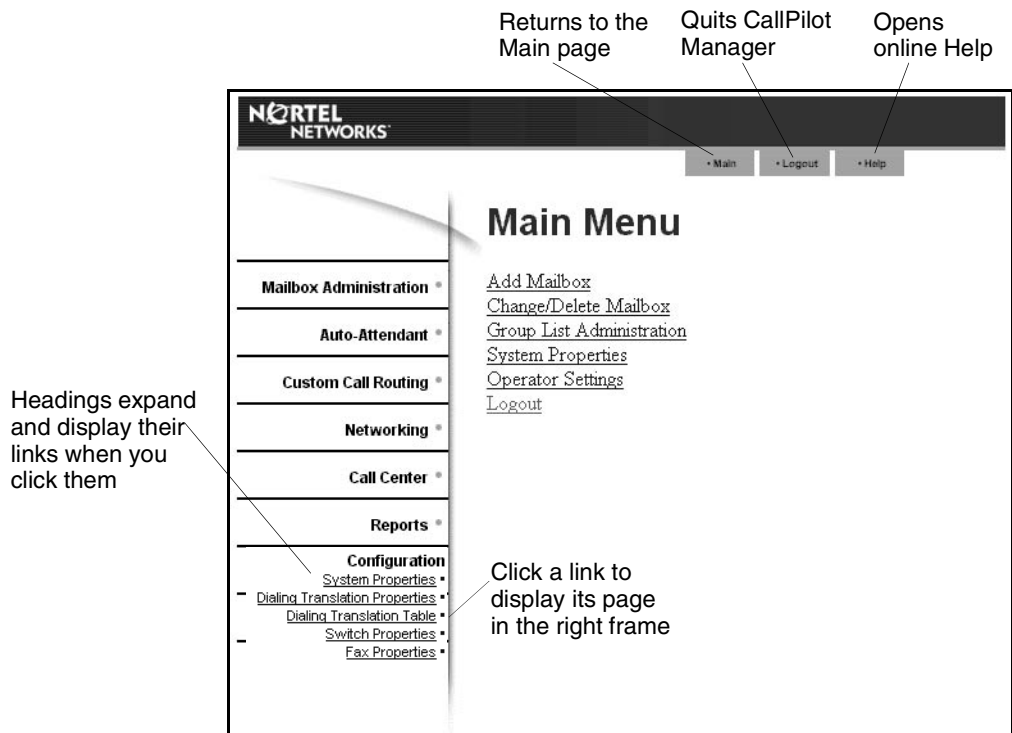 Returns to the
Main page
Quits CallPilot
Manager
Opens
online Help
NORTEL
NETWORKS
• Main
• Logout
• Help
Main Menu
Mailbox Administration
Auto-Attendant
Custom Call Routing
Networking
Call Center
Reports
Configuration
System Properties
Dialing Translation Properties
Dialing Translation Table
Switch Properties
Fax Properties
Add Mailbox
Change/Delete Mailbox
Group List Administration
System Properties
Operator Settings
Logout
Headings expand
and display their
links when you
click them
Click a link to
display its page
in the right frame